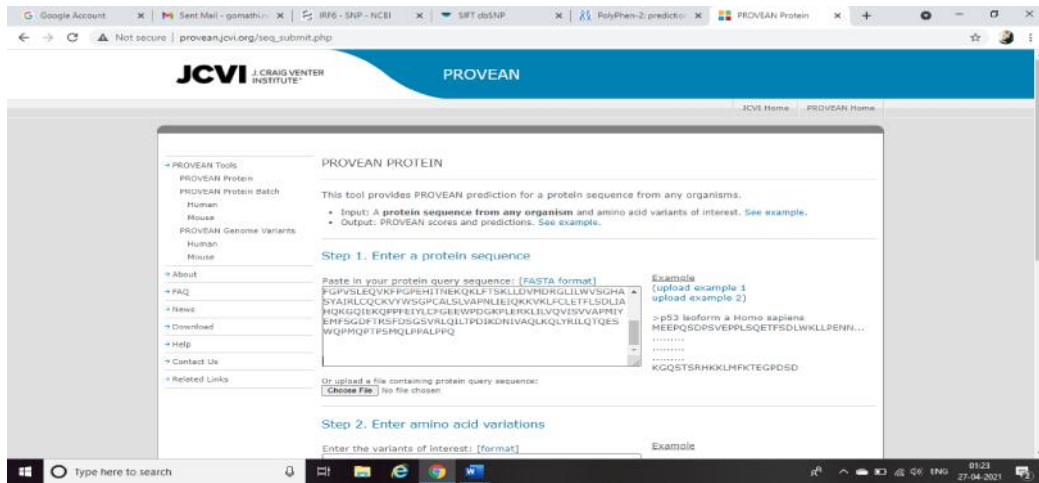 Google Account
Sent Mail - gomathi.r
IRF6 - SNP - NCBI
SIFT dbSNP
PolyPhen-2: predictio
PROVEAN Protein
Not secure | provean.jcvi.org/seq_submit.php
JCVI J. CRAIG VENTER INSTITUTE
PROVEAN
JCVI Home PROVEAN Home
PROVEAN Tools
PROVEAN Protein
PROVEAN Protein Batch
Human
Mouse
PROVEAN Genome Variants
Human
Mouse
About
FAQ
News
Download
Help
Contact Us
Related Links
PROVEAN PROTEIN
This tool provides PROVEAN prediction for a protein sequence from any organisms.
Input: A protein sequence from any organism and amino acid variants of interest. See example.
Output: PROVEAN scores and predictions. See example.
Step 1. Enter a protein sequence
Paste in your protein query sequence: [FASTA format]
FGPVSLEQVKFPGPEHITNEKQKLFTSKLLDVMDRGLILWVSGHA
SYAIRLCQCKVYWSGPCALSLVAPNLIEIQKKVKLFCLETFLSDLIA
HQKGQIEKQPPFEIYLCFGEEWPDGKPLERKLILVQVISVVAPMIY
EMFSGDFTRSFDSGSVRLQILTPDIKDNIVAQLKQLYRILQTQES
WQPMQPTPSMQLPPALPPQ
Or upload a file containing protein query sequence:
Choose File No file chosen
Example
(upload example 1
upload example 2)
>p53 isoform a Homo sapiens
MEEPQSDPSVEPPLSQETFSDLWKLLPENN...
.........
.........
.........
KGQSTSRHKKLMFKTEGPDSD
Step 2. Enter amino acid variations
Enter the variants of interest: [format]
Example
Type here to search
ENG
01:23
27-04-2021